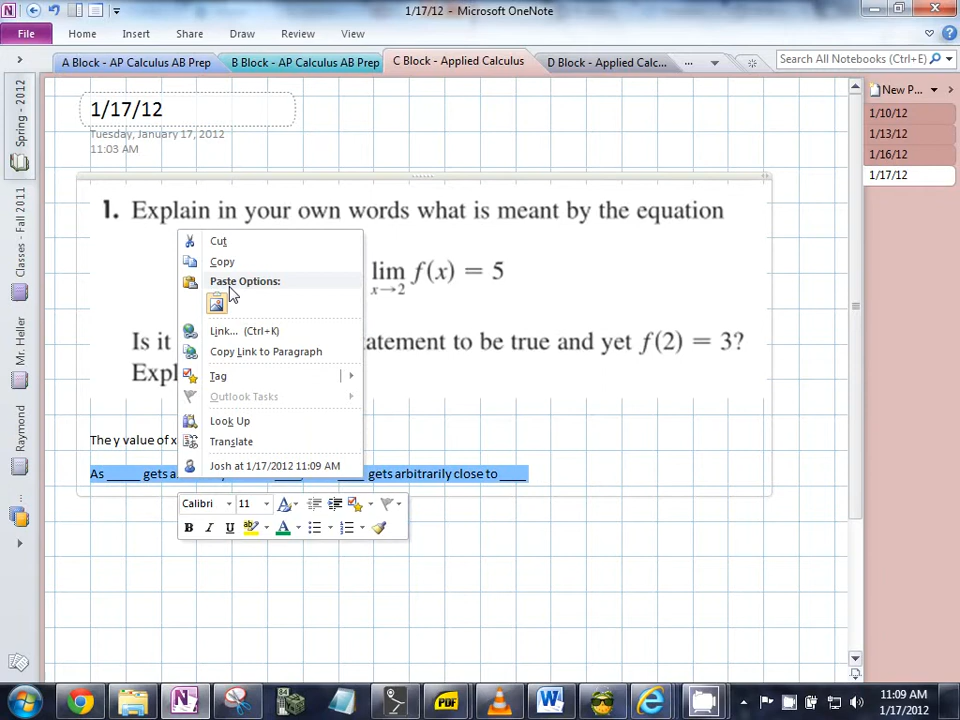 1/17/12 - Microsoft OneNote
File Home Insert Share Draw Review View
A Block - AP Calculus AB Prep B Block - AP Calculus AB Prep C Block - Applied Calculus D Block - Applied Calc... ... Search All Notebooks (Ctrl+E)
New P...
1/10/12
1/13/12
1/16/12
1/17/12
Spring - 2012
Classes - Fall 2011
Mr. Heller
Raymond
1/17/12
Tuesday, January 17, 2012
11:03 AM
1. Explain in your own words what is meant by the equation
lim f(x) = 5
x→2
Is it atement to be true and yet f(2) = 3?
Expl
The y value of x
As _____ gets a ____ gets arbitrarily close to ____
Cut
Copy
Paste Options:
Link... (Ctrl+K)
Copy Link to Paragraph
Tag
Outlook Tasks
Look Up
Translate
Josh at 1/17/2012 11:09 AM
Calibri 11
B I U ab A
PDF W
11:09 AM
1/17/2012